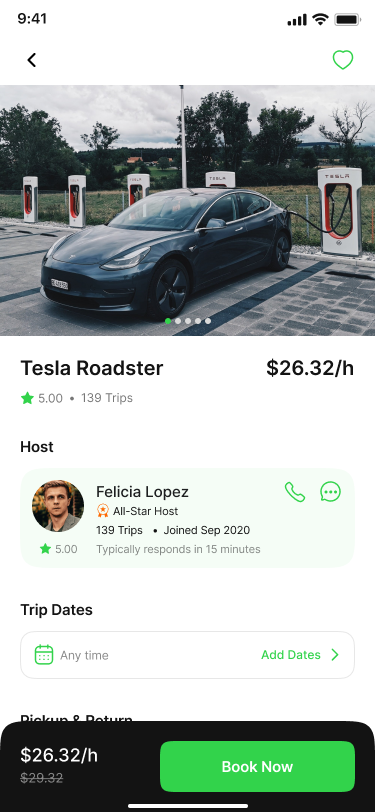 9:41
TESLA
TESLA
Tesla Roadster
$26.32/h
5.00 • 139 Trips
Host
Felicia Lopez
All-Star Host
139 Trips • Joined Sep 2020
5.00
Typically responds in 15 minutes
Trip Dates
Any time
Add Dates
Pickup & Return
$26.32/h
Book Now
$29.32